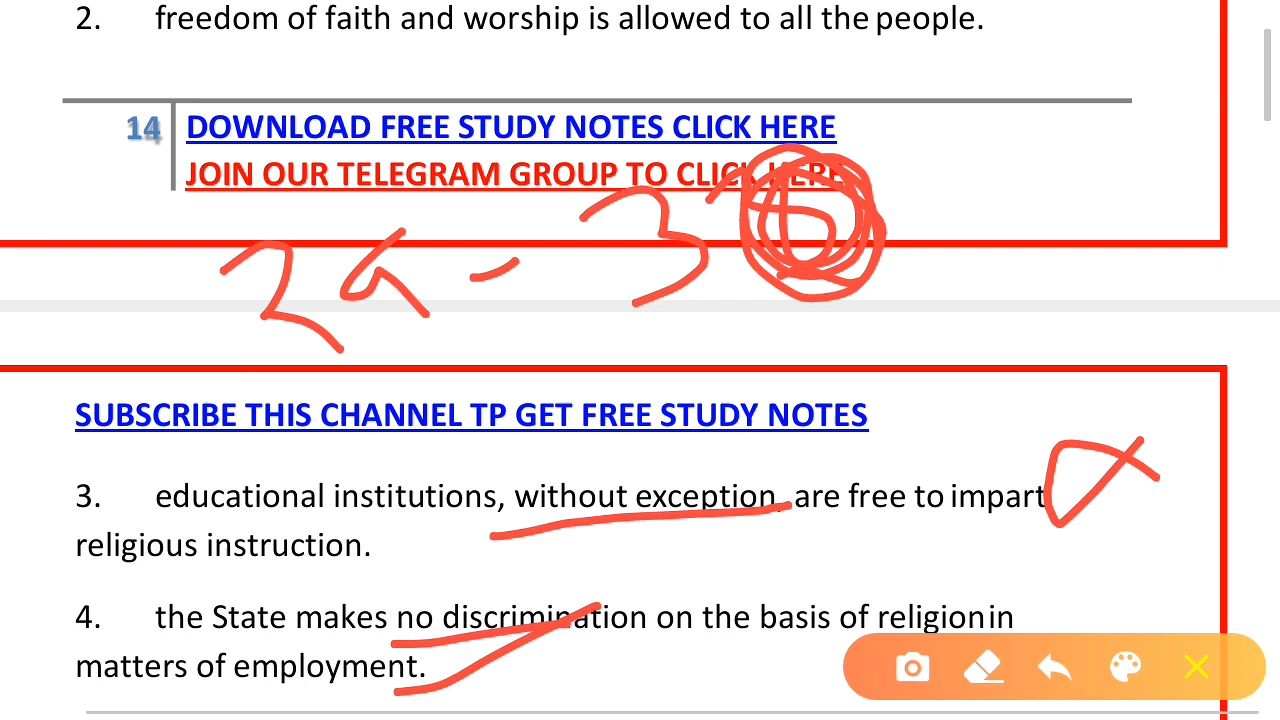 2. freedom of faith and worship is allowed to all the people.
14 DOWNLOAD FREE STUDY NOTES CLICK HERE
JOIN OUR TELEGRAM GROUP TO CLICK HERE
SUBSCRIBE THIS CHANNEL TP GET FREE STUDY NOTES
3. educational institutions, without exception, are free to impart
religious instruction.
4. the State makes no discrimination on the basis of religion in
matters of employment.